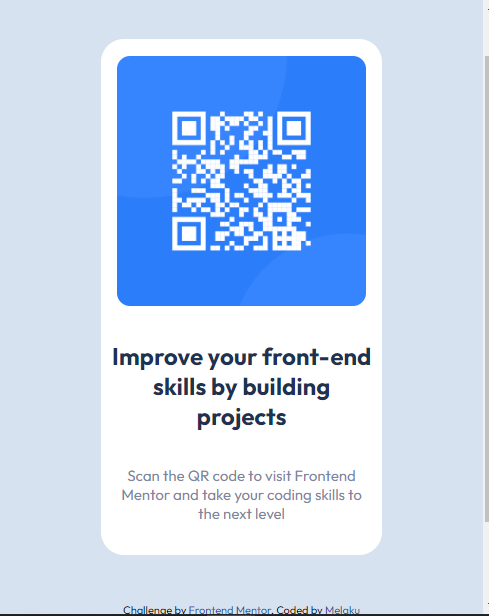 Improve your front-end
skills by building
projects
Scan the QR code to visit Frontend
Mentor and take your coding skills to
the next level
Challenge by Frontend Mentor. Coded by Melaku